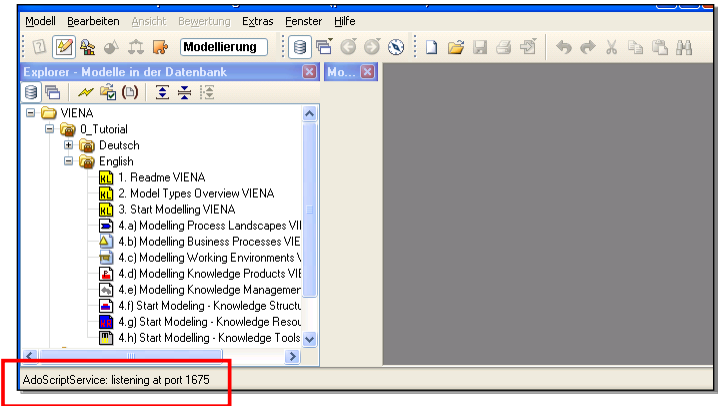 Modell Bearbeiten Ansicht Bewertung Extras Fenster Hilfe
Modellierung
Explorer - Modelle in der Datenbank
Mo...
VIENA
0_Tutorial
Deutsch
English
1. Readme VIENA
2. Model Types Overview VIENA
3. Start Modelling VIENA
4.a) Modelling Process Landscapes VII
4.b) Modelling Business Processes VIE
4.c) Modelling Working Environments \
4.d) Modelling Knowledge Products VIE
4.e) Modelling Knowledge Managemer
4.f) Start Modeling - Knowledge Structu
4.g) Start Modeling - Knowledge Resou
4.h) Start Modelling - Knowledge Tools
AdoScriptService: listening at port 1675